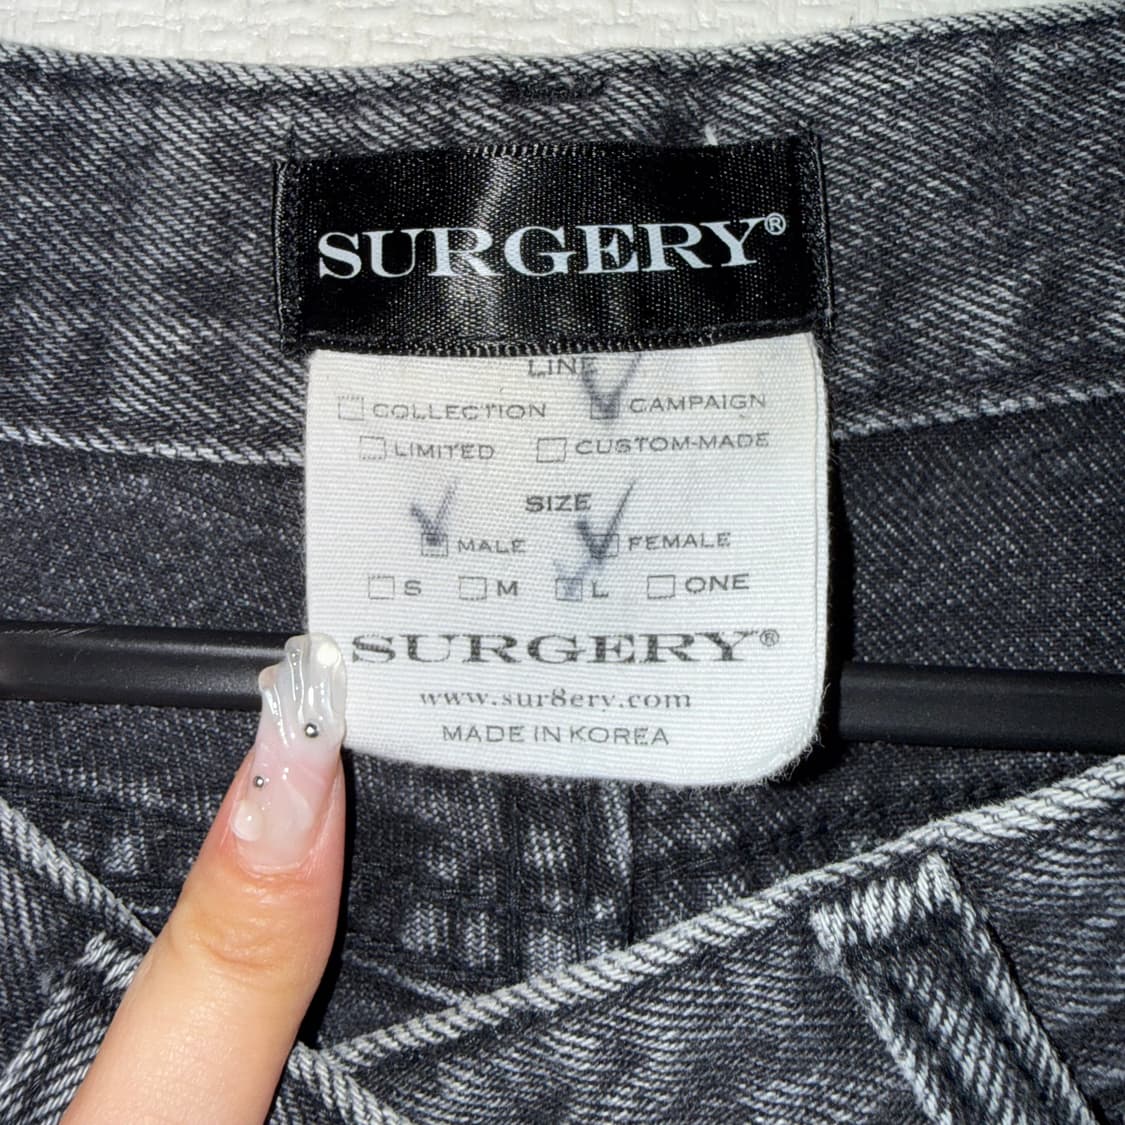 SURGERY®
LINE
COLLECTION CAMPAIGN
LIMITED CUSTOM-MADE
SIZE
MALE FEMALE
S M L ONE
SURGERY®
www.sur8ery.com
MADE IN KOREA